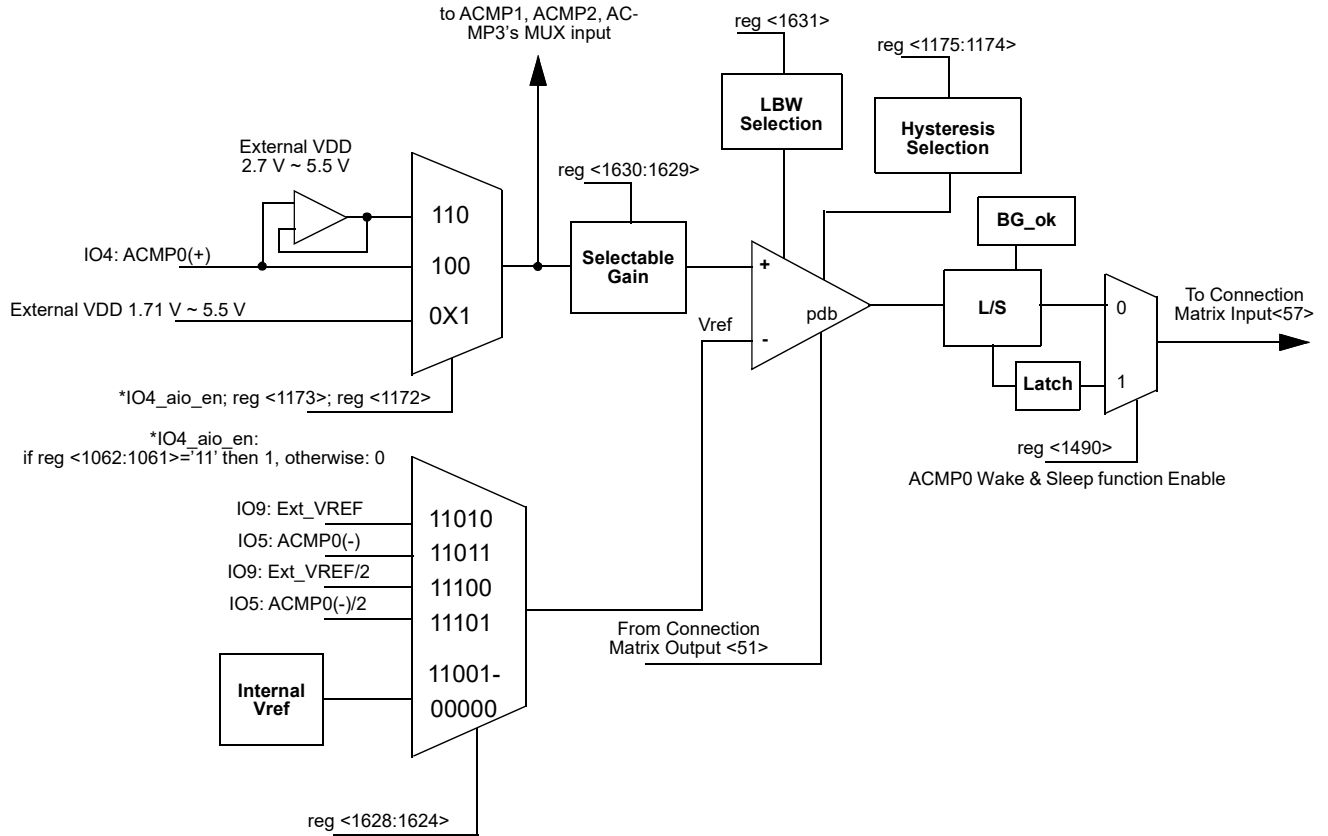 to ACMP1, ACMP2, AC-
MP3's MUX input
reg <1631>
reg <1175:1174>
LBW
Selection
Hysteresis
Selection
External VDD
2.7 V ~ 5.5 V
reg <1630:1629>
110
BG_ok
IO4: ACMP0(+)
100
Selectable
Gain
+
External VDD 1.71 V ~ 5.5 V
0X1
pdb
L/S
0
To Connection
Matrix Input<57>
Vref
-
Latch
1
*IO4_aio_en; reg <1173>; reg <1172>
*IO4_aio_en:
if reg <1062:1061>='11' then 1, otherwise: 0
reg <1490>
ACMP0 Wake & Sleep function Enable
IO9: Ext_VREF
11010
IO5: ACMP0(-)
11011
IO9: Ext_VREF/2
11100
IO5: ACMP0(-)/2
11101
From Connection
Matrix Output <51>
Internal
Vref
11001-
00000
reg <1628:1624>